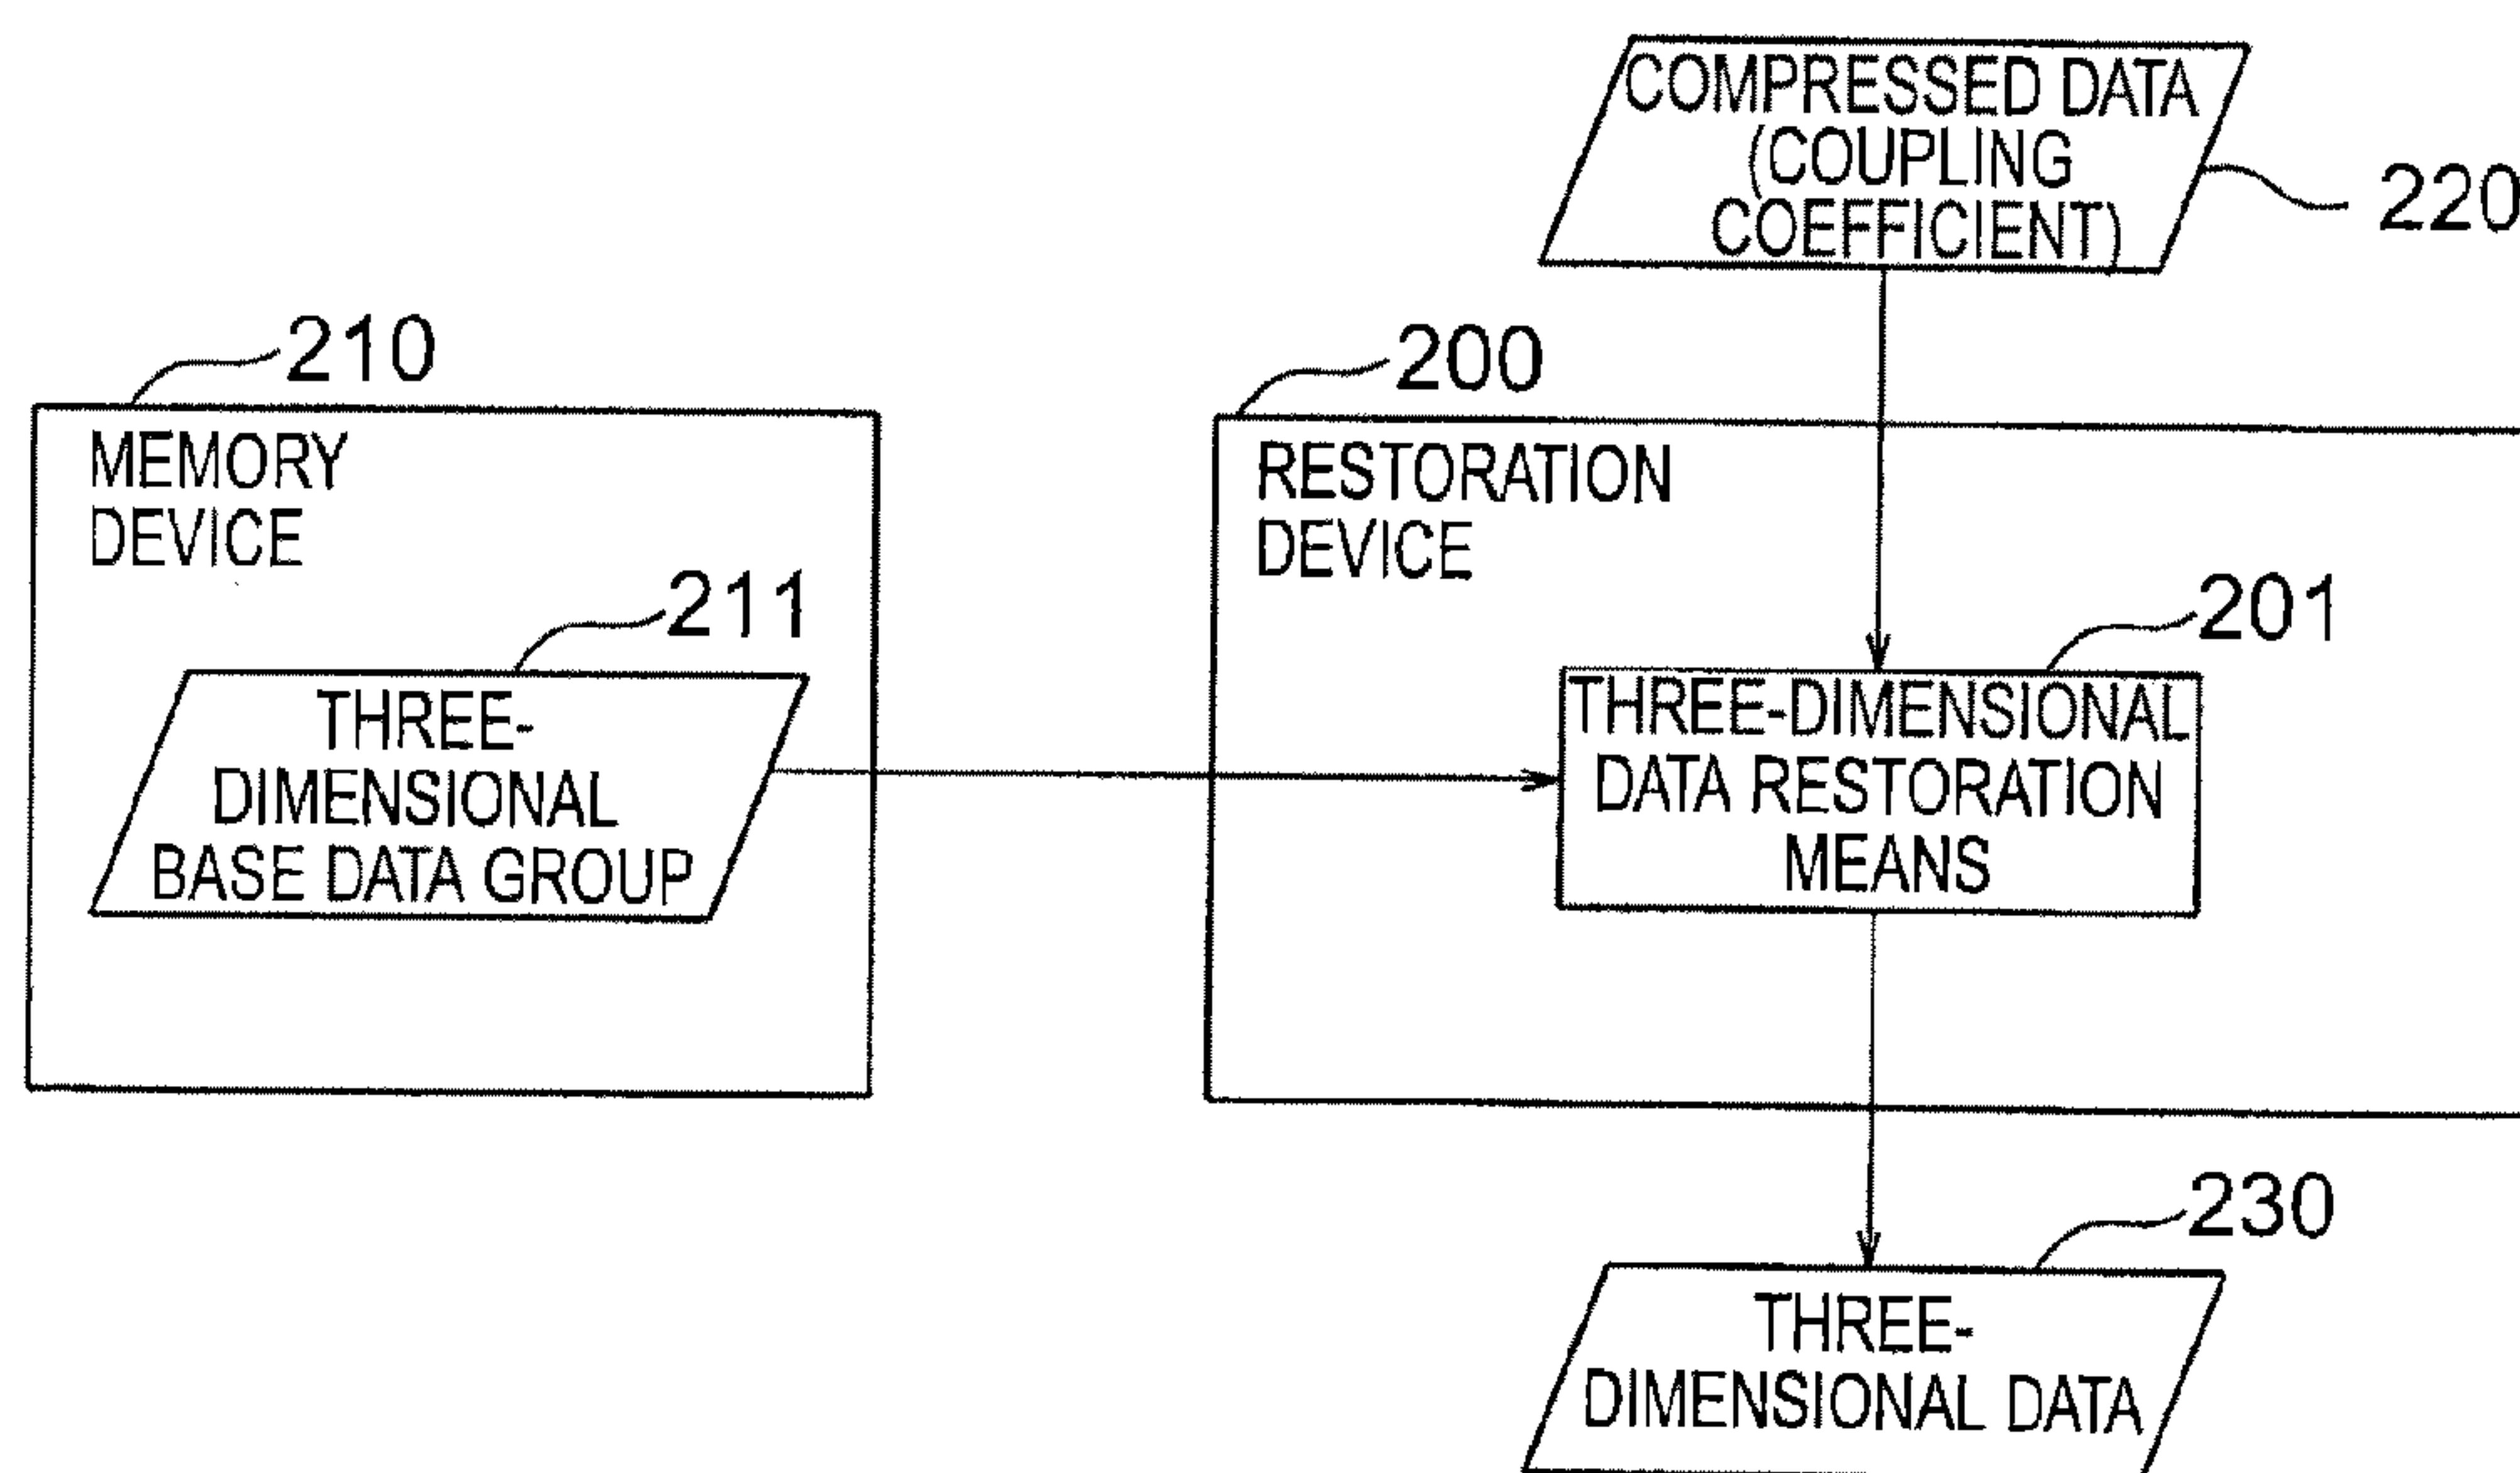 COMPRESSED DATA
(COUPLING
COEFFICIENT)
220
210
MEMORY
DEVICE
211
THREE-
DIMENSIONAL
BASE DATA GROUP
200
RESTORATION
DEVICE
201
THREE-DIMENSIONAL
DATA RESTORATION
MEANS
230
THREE-
DIMENSIONAL DATA